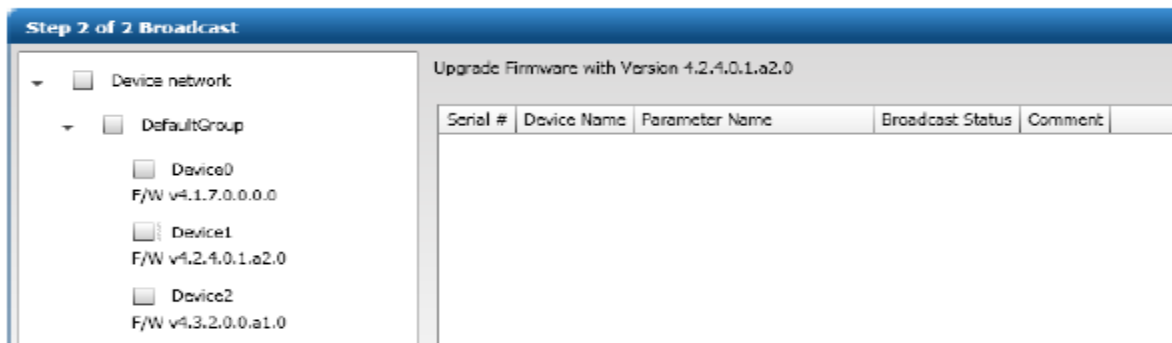 Step 2 of 2 Broadcast
Device network
DefaultGroup
Device0
F/W v4.1.7.0.0.0.0
Device1
F/W v4.2.4.0.1.a2.0
Device2
F/W v4.3.2.0.0.a1.0
Upgrade Firmware with Version 4.2.4.0.1.a2.0
Serial # Device Name Parameter Name Broadcast Status Comment